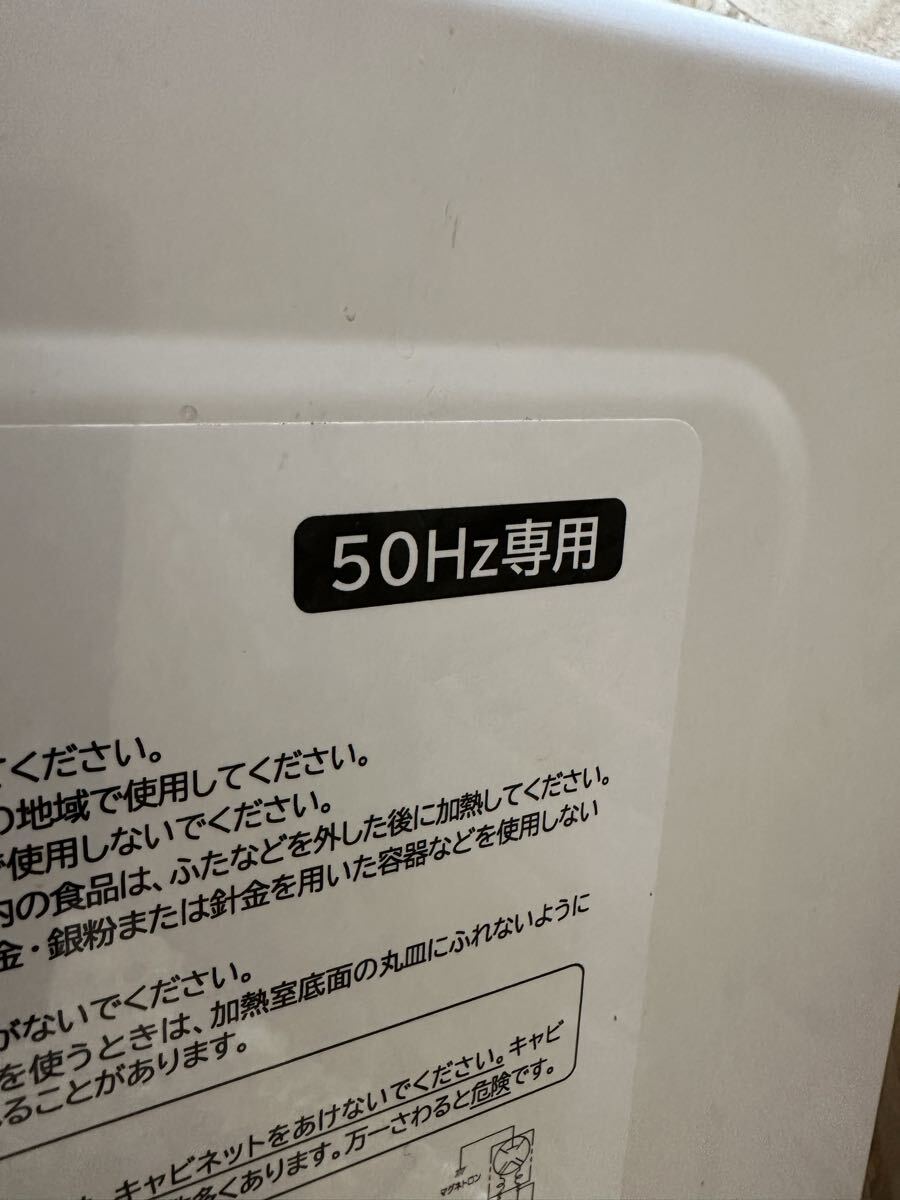 50Hz専用
ください。
の地域で使用してください。
使用しないでください。
内の食品は、ふたなどを外した後に加熱してください。
金・銀粉または針金を用いた容器などを使用しない
がないでください。
を使うときは、加熱室底面の丸皿にふれないように
ることがあります。
キャビネットをあけないでください。キャビ
多くあります。万一さわると危険です。
マグネトロン